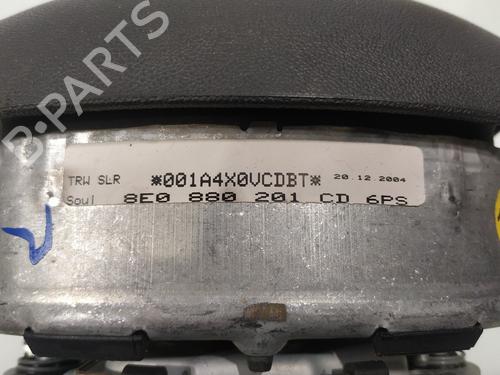 B-PARTS
TRW SLR *001A4X0VCDBT* 20.12.2004
Soul 8E0 880 201 CD 6PS